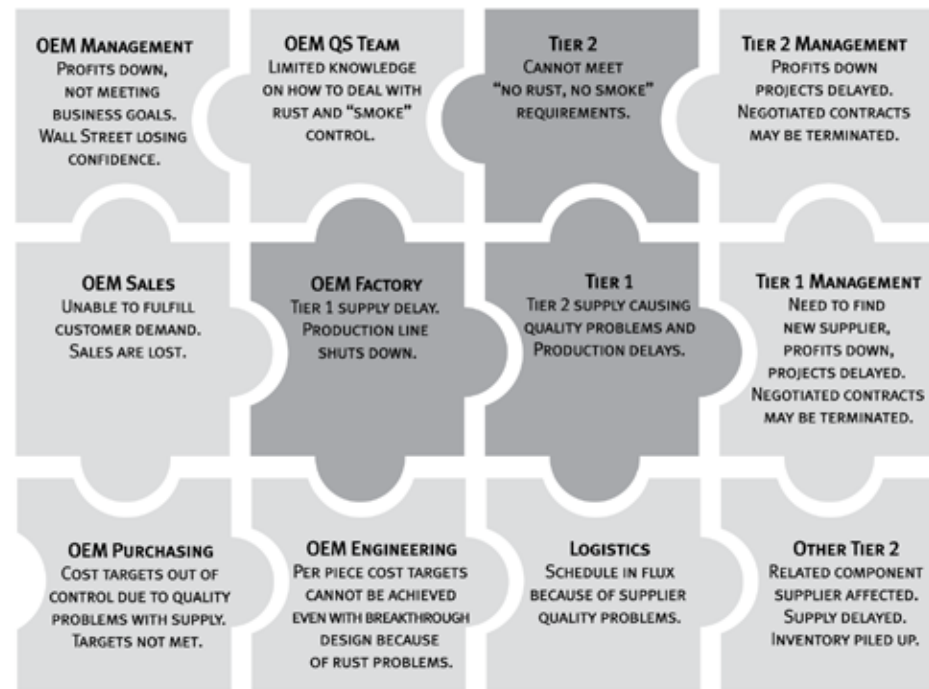 OEM MANAGEMENT
PROFITS DOWN,
NOT MEETING
BUSINESS GOALS.
WALL STREET LOSING
CONFIDENCE.
OEM QS TEAM
LIMITED KNOWLEDGE
ON HOW TO DEAL WITH
RUST AND “SMOKE”
CONTROL.
TIER 2
CANNOT MEET
“NO RUST, NO SMOKE”
REQUIREMENTS.
TIER 2 MANAGEMENT
PROFITS DOWN
PROJECTS DELAYED.
NEGOTIATED CONTRACTS
MAY BE TERMINATED.
OEM SALES
UNABLE TO FULFILL
CUSTOMER DEMAND.
SALES ARE LOST.
OEM FACTORY
TIER 1 SUPPLY DELAY.
PRODUCTION LINE
SHUTS DOWN.
TIER 1
TIER 2 SUPPLY CAUSING
QUALITY PROBLEMS AND
PRODUCTION DELAYS.
TIER 1 MANAGEMENT
NEED TO FIND
NEW SUPPLIER,
PROFITS DOWN,
PROJECTS DELAYED.
NEGOTIATED CONTRACTS
MAY BE TERMINATED.
OEM PURCHASING
COST TARGETS OUT OF
CONTROL DUE TO QUALITY
PROBLEMS WITH SUPPLY.
TARGETS NOT MET.
OEM ENGINEERING
PER PIECE COST TARGETS
CANNOT BE ACHIEVED
EVEN WITH BREAKTHROUGH
DESIGN BECAUSE
OF RUST PROBLEMS.
LOGISTICS
SCHEDULE IN FLUX
BECAUSE OF SUPPLIER
QUALITY PROBLEMS.
OTHER TIER 2
RELATED COMPONENT
SUPPLIER AFFECTED.
SUPPLY DELAYED.
INVENTORY PILED UP.